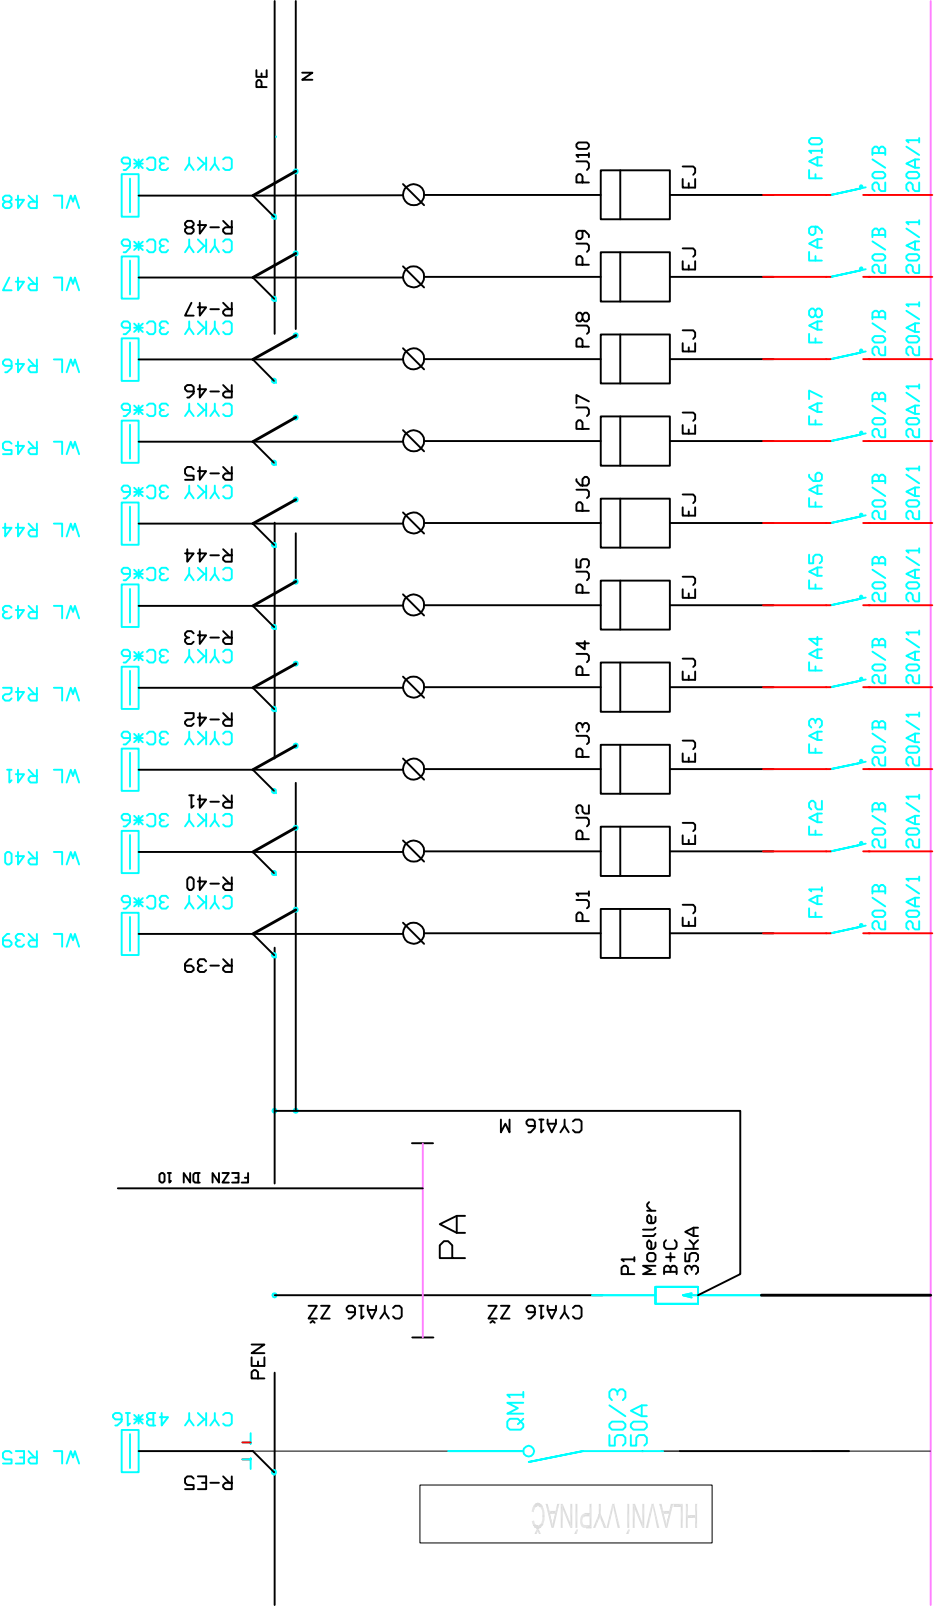 PE
N
WL R48
CYKY 3C*6
R-48
PJ10
EJ
FA10
20/B
20A/1
WL R47
CYKY 3C*6
R-47
PJ9
EJ
FA9
20/B
20A/1
WL R46
CYKY 3C*6
R-46
PJ8
EJ
FA8
20/B
20A/1
WL R45
CYKY 3C*6
R-45
PJ7
EJ
FA7
20/B
20A/1
WL R44
CYKY 3C*6
R-44
PJ6
EJ
FA6
20/B
20A/1
WL R43
CYKY 3C*6
R-43
PJ5
EJ
FA5
20/B
20A/1
WL R42
CYKY 3C*6
R-42
PJ4
EJ
FA4
20/B
20A/1
WL R41
CYKY 3C*6
R-41
PJ3
EJ
FA3
20/B
20A/1
WL R40
CYKY 3C*6
R-40
PJ2
EJ
FA2
20/B
20A/1
WL R39
CYKY 3C*6
R-39
PJ1
EJ
FA1
20/B
20A/1
CYA16 M
FEZN DN 10
PA
P1
Moeller
B+C
35kA
CYA16 ZŽ
CYA16 ZŽ
PEN
WL RE5
CYKY 4B*16
R-E5
QM1
50/3
50A
HLAVNÍ VYPÍNAČ